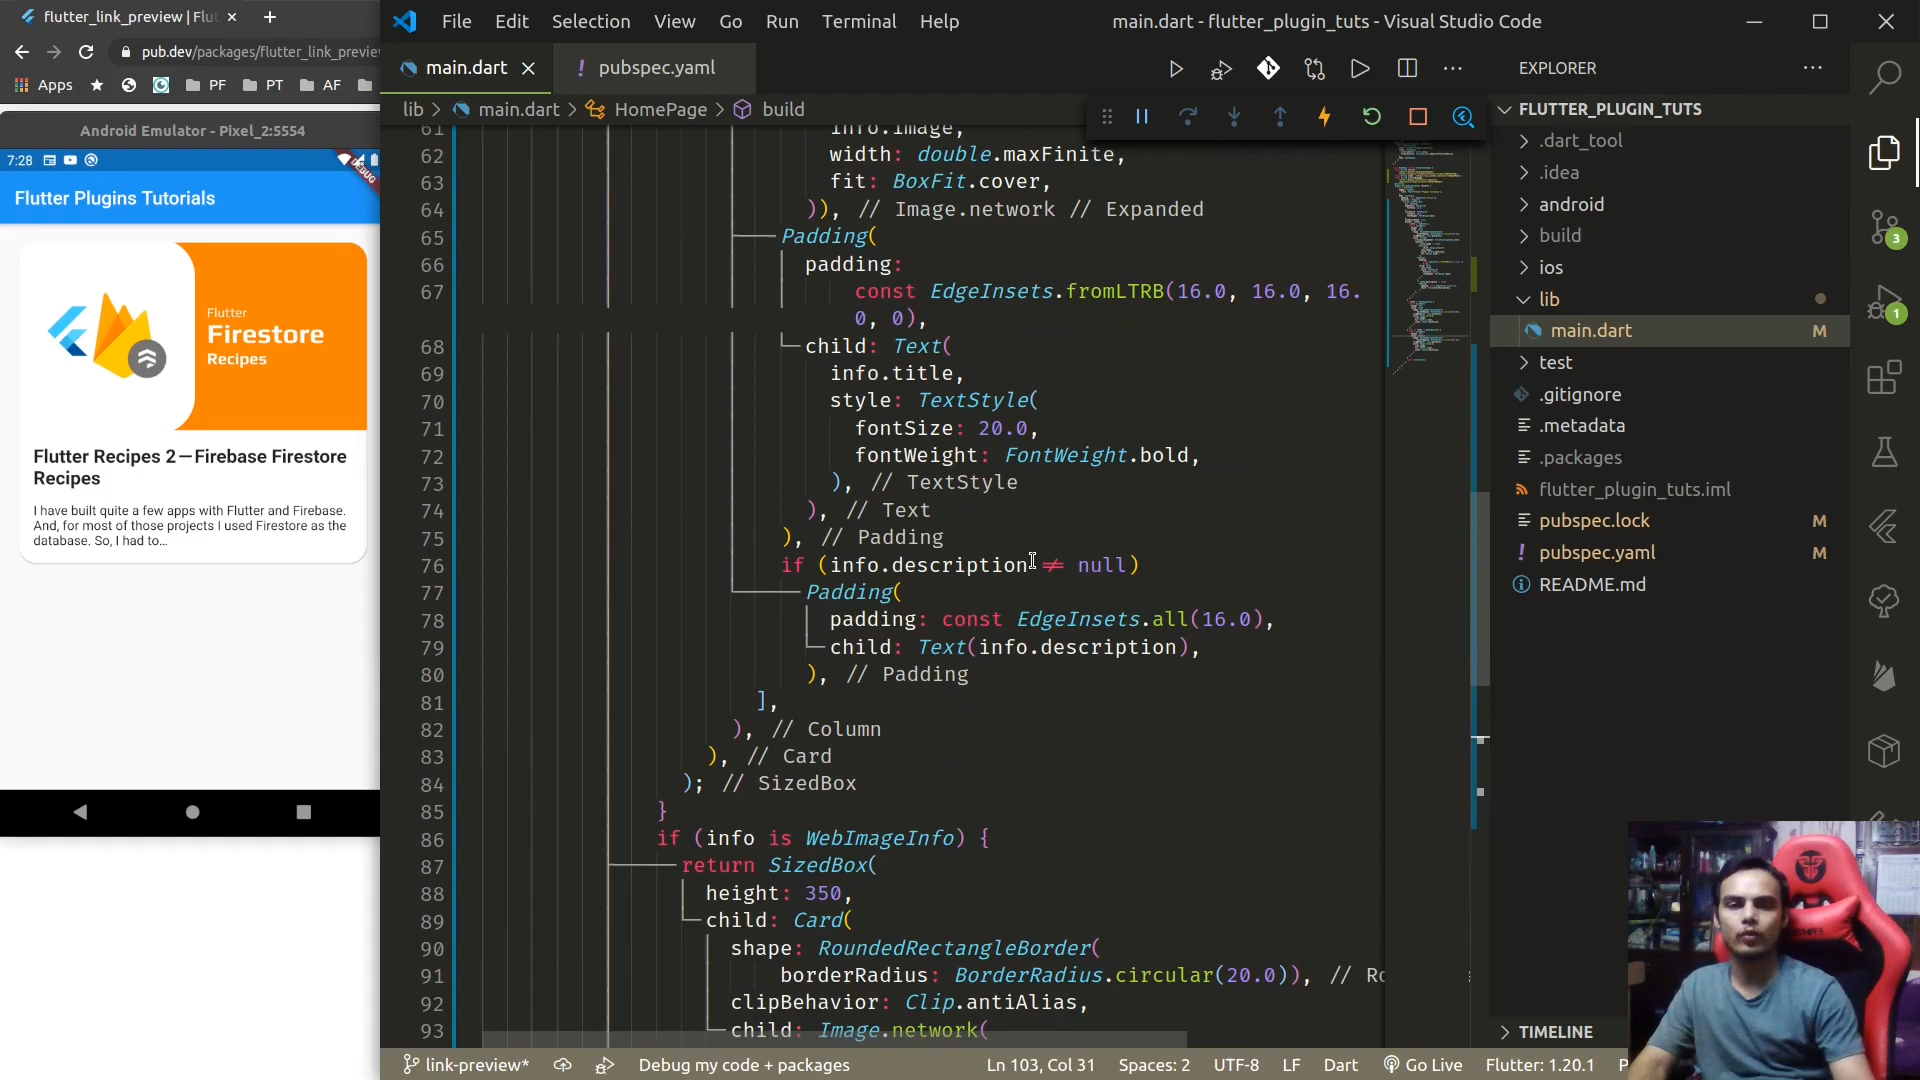 flutter_link_preview | Flu
File Edit Selection View Go Run Terminal Help
main.dart - flutter_plugin_tuts - Visual Studio Code
pub.dev/packages/flutter_link_preview
Apps PF PT AF
main.dart
pubspec.yaml
EXPLORER
lib > main.dart > HomePage > build
FLUTTER_PLUGIN_TUTS
Android Emulator - Pixel_2:5554
7:28
DEBUG
Flutter Plugins Tutorials
Flutter
Firestore
Recipes
Flutter Recipes 2—Firebase Firestore
Recipes
I have built quite a few apps with Flutter and Firebase.
And, for most of those projects I used Firestore as the
database. So, I had to...
61 info.image,
62 width: double.maxFinite,
63 fit: BoxFit.cover,
64 )), // Image.network // Expanded
65 Padding(
66 padding:
67 const EdgeInsets.fromLTRB(16.0, 16.0, 16.
0, 0),
68 child: Text(
69 info.title,
70 style: TextStyle(
71 fontSize: 20.0,
72 fontWeight: FontWeight.bold,
73 ), // TextStyle
74 ), // Text
75 ), // Padding
76 if (info.description ≠ null)
77 Padding(
78 padding: const EdgeInsets.all(16.0),
79 child: Text(info.description),
80 ), // Padding
81 ],
82 ), // Column
83 ), // Card
84 ); // SizedBox
85 }
86 if (info is WebImageInfo) {
87 return SizedBox(
88 height: 350,
89 child: Card(
90 shape: RoundedRectangleBorder(
91 borderRadius: BorderRadius.circular(20.0)), // Ro
92 clipBehavior: Clip.antiAlias,
93 child: Image.network(
.dart_tool
.idea
android
build
ios
lib
main.dart M
test
.gitignore
.metadata
.packages
flutter_plugin_tuts.iml
pubspec.lock M
pubspec.yaml M
README.md
3
1
TIMELINE
link-preview* Debug my code + packages Ln 103, Col 31 Spaces: 2 UTF-8 LF Dart Go Live Flutter: 1.20.1